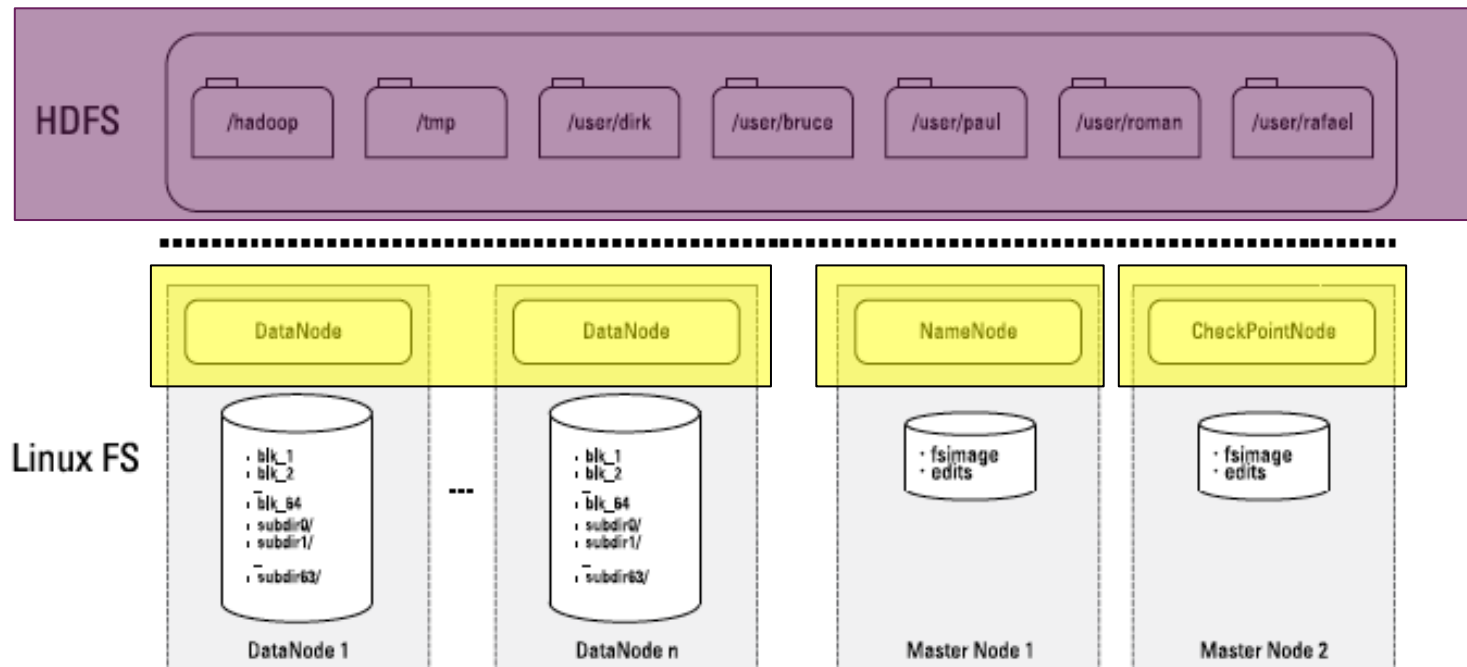 HDFS
/hadoop
/tmp
/user/dirk
/user/bruce
/user/paul
/user/roman
/user/rafael
DataNode
DataNode
NameNode
CheckPointNode
Linux FS
blk_1
blk_2
blk_64
subdir0/
subdir1/
subdir63/
...
blk_1
blk_2
blk_64
subdir0/
subdir1/
subdir63/
· fsimage
· edits
· fsimage
· edits
DataNode 1
DataNode n
Master Node 1
Master Node 2